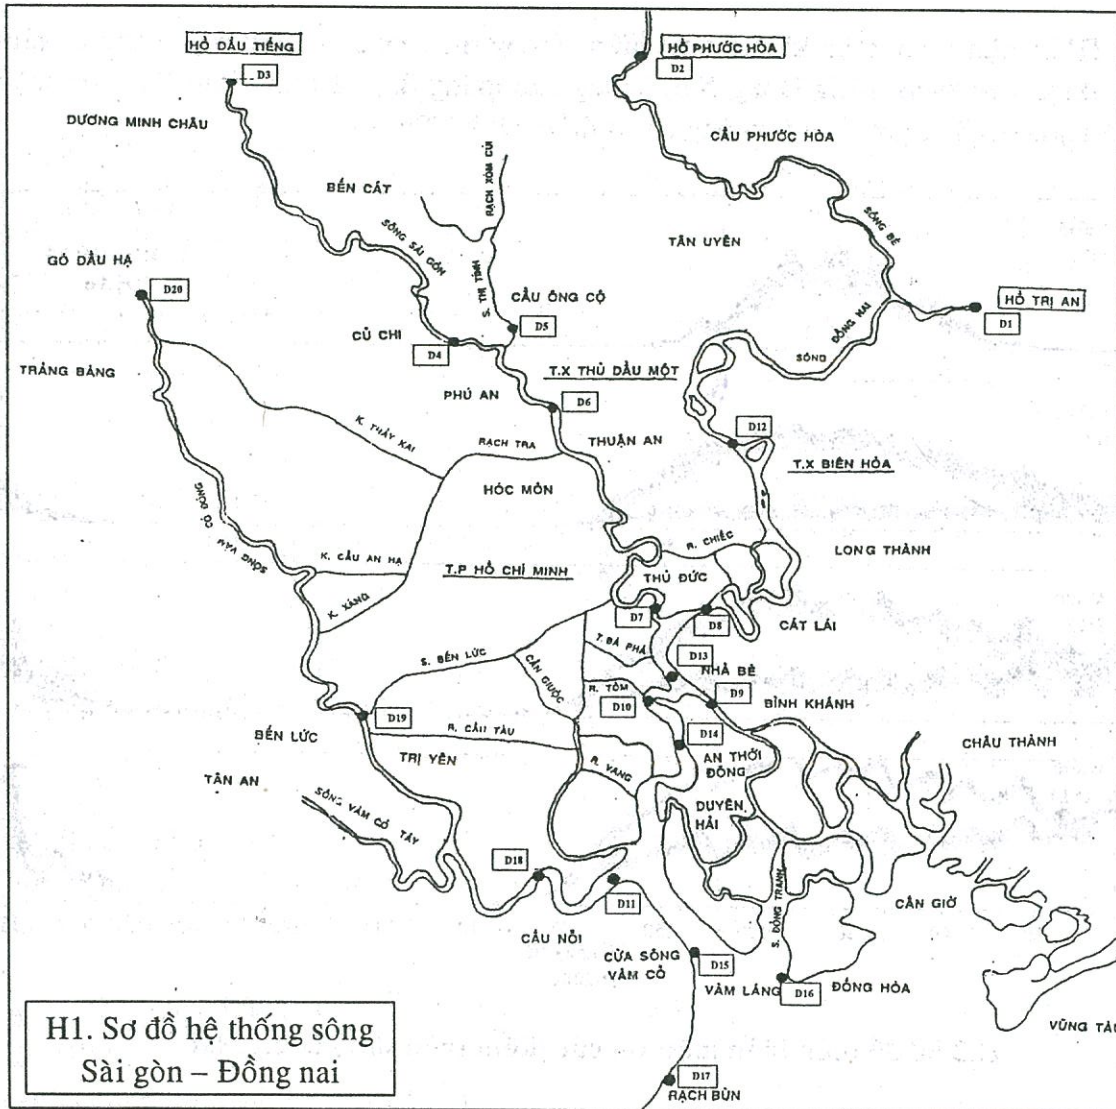 HỒ DẦU TIẾNG
D3
HỒ PHƯỚC HÒA
D2
DƯƠNG MINH CHÂU
CẦU PHƯỚC HÒA
BẾN CÁT
RẠCH XÓM CỦI
SÔNG SÀI GÒN
S. THỊ TÍNH
TÂN UYÊN
SÔNG BÉ
GÒ DẦU HẠ
D20
CẦU ÔNG CỘ
D5
HỒ TRỊ AN
D1
SÔNG
ĐỒNG NAI
CỦ CHI
D4
TRẢNG BÀNG
T.X THỦ DẦU MỘT
PHÚ AN
D6
K. THẦY KAI
RẠCH TRA
THUẬN AN
D12
T.X BIÊN HÒA
HÓC MÔN
SÔNG VÀM CỎ ĐÔNG
R. CHIẾC
LONG THÀNH
K. CẦU AN HẠ
T.P HỒ CHÍ MINH
THỦ ĐỨC
K. XÁNG
D7
D8
CÁT LÁI
T. BÀ PHẢ
D13
S. BẾN LỨC
CẦN GIUỘC
NHÀ BÈ
R. TÔM
D9
D10
BÌNH KHÁNH
D19
R. CẦU TÀU
D14
BẾN LỨC
TRỊ YÊN
AN THỚI
ĐÔNG
CHÂU THÀNH
TÂN AN
R. VANG
SÔNG VÀM CỎ TÂY
DUYÊN
HẢI
D18
D11
S. ĐỒNG TRANH
CẦN GIỜ
CẦU NỔI
CỬA SÔNG
VÀM CỎ
D15
VÀM LÁNG
D16
ĐỒNG HÒA
VŨNG TÀU
H1. Sơ đồ hệ thống sông
Sài gòn – Đồng nai
D17
RẠCH BÙN